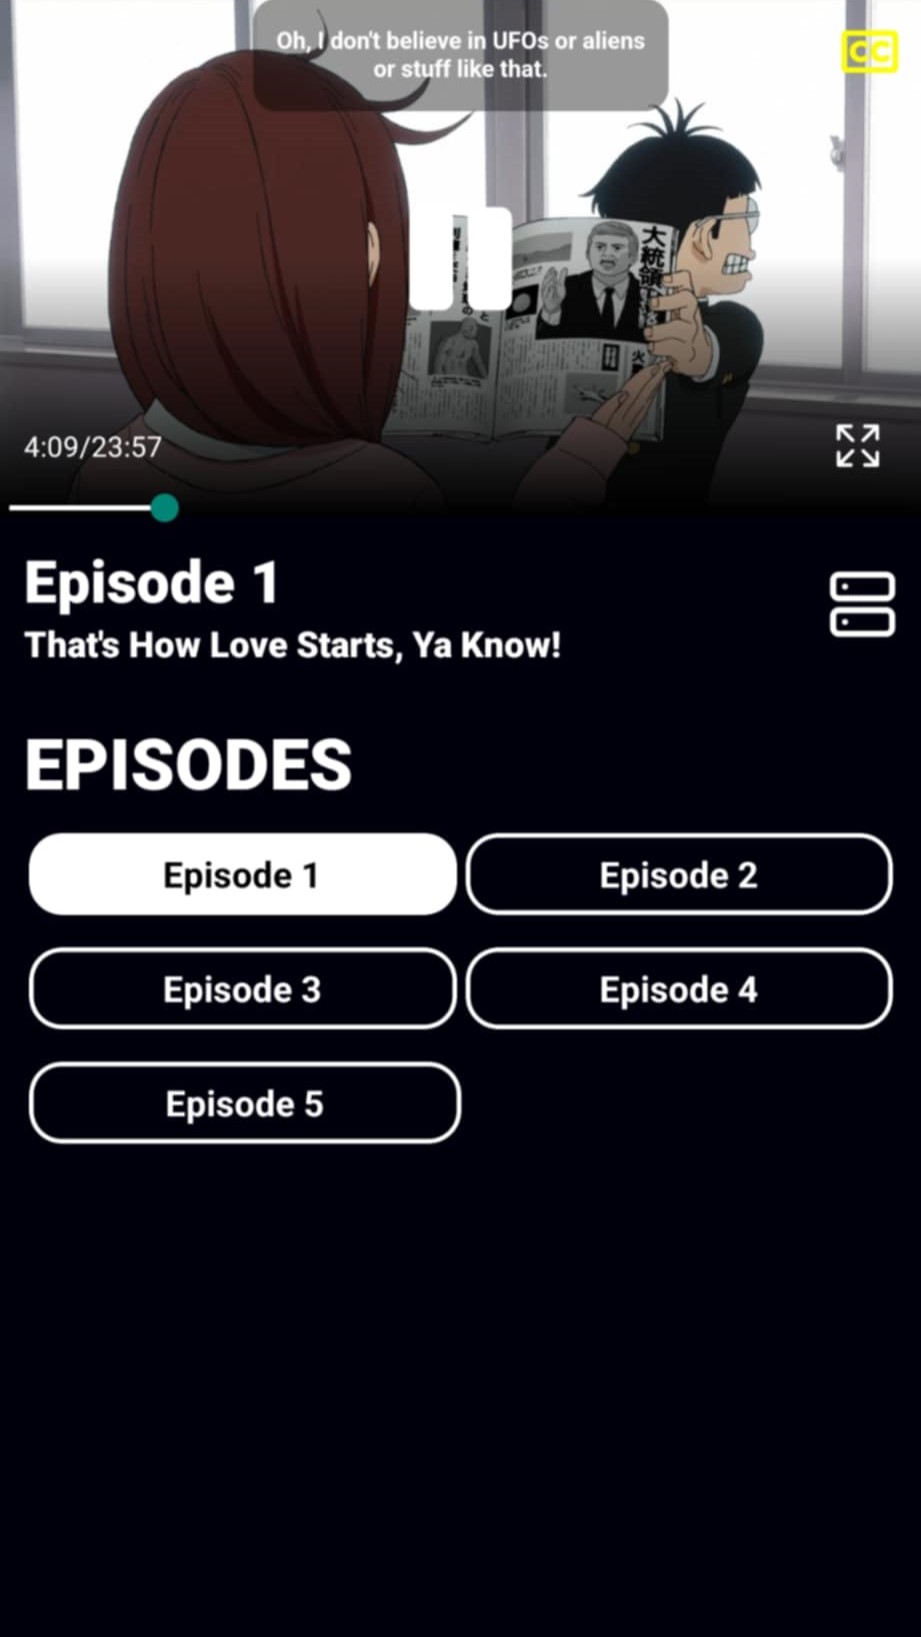 Oh, I don't believe in UFOs or aliens
or stuff like that.
CC
大統領
火
4:09/23:57
Episode 1
That's How Love Starts, Ya Know!
EPISODES
Episode 1
Episode 2
Episode 3
Episode 4
Episode 5